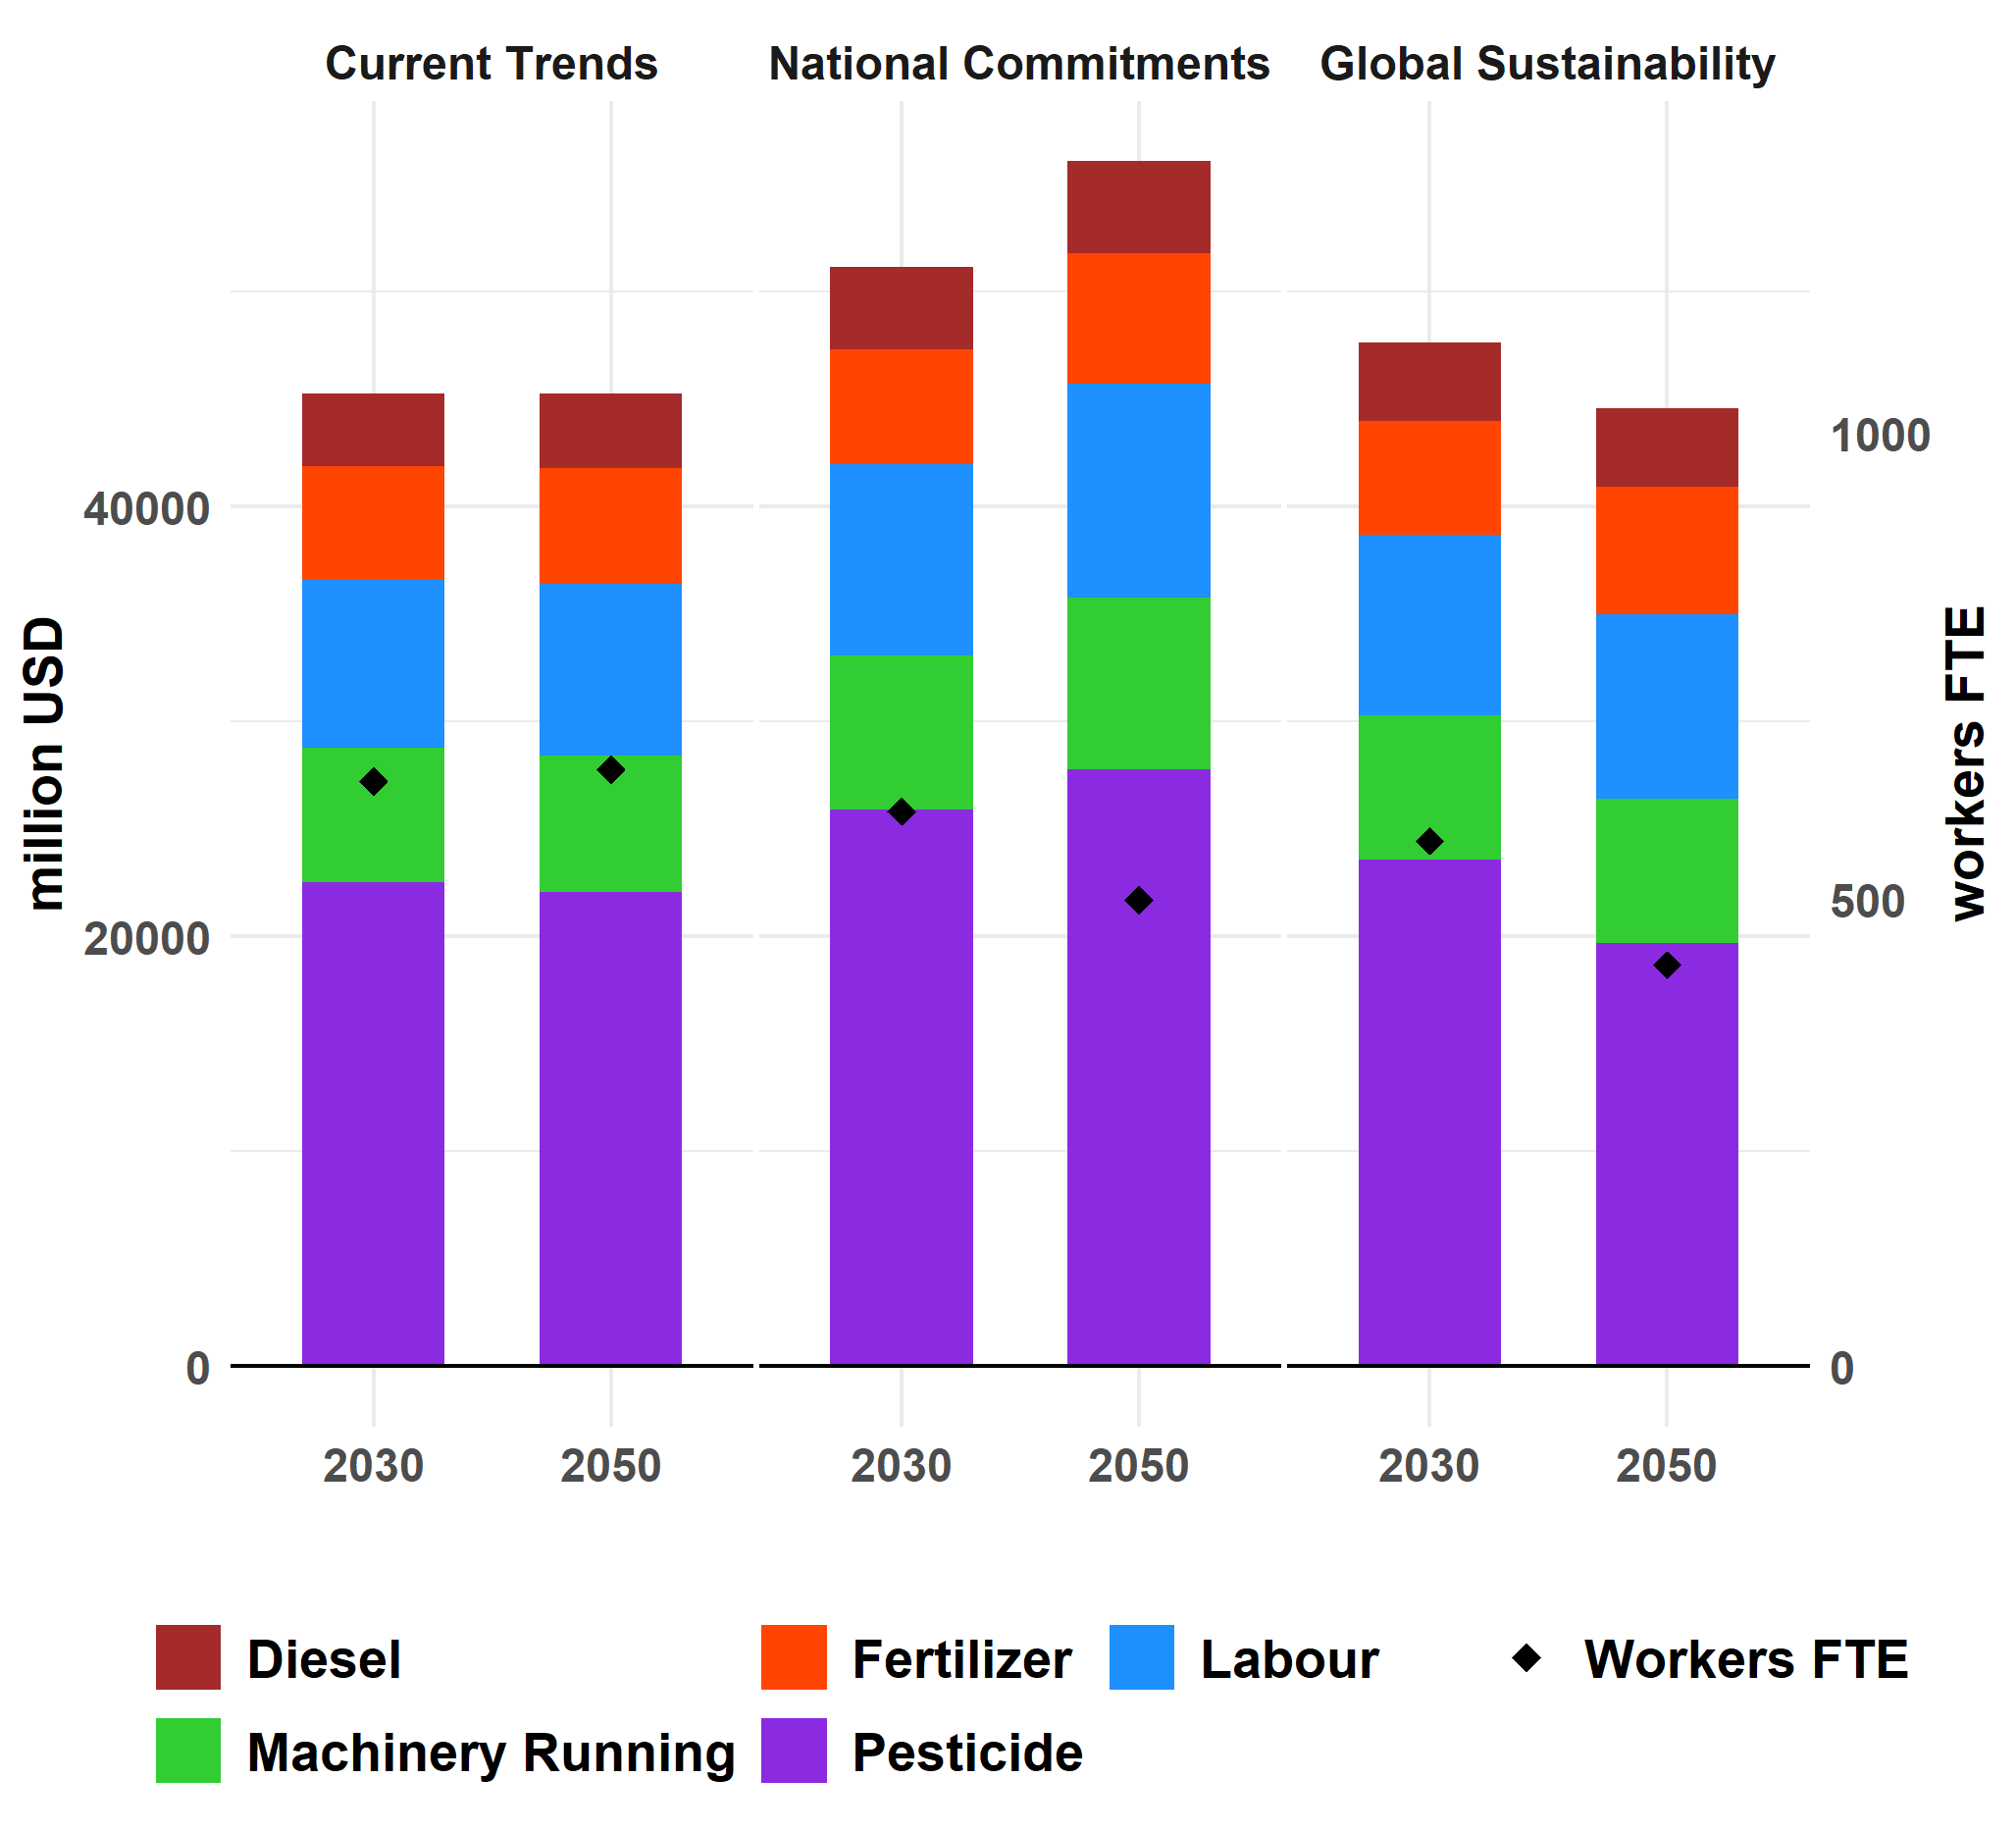 Current Trends
National Commitments
Global Sustainability
million USD
40000
20000
0
1000
500
0
workers FTE
2030
2050
2030
2050
2030
2050
Diesel
Fertilizer
Labour
Workers FTE
Machinery Running
Pesticide